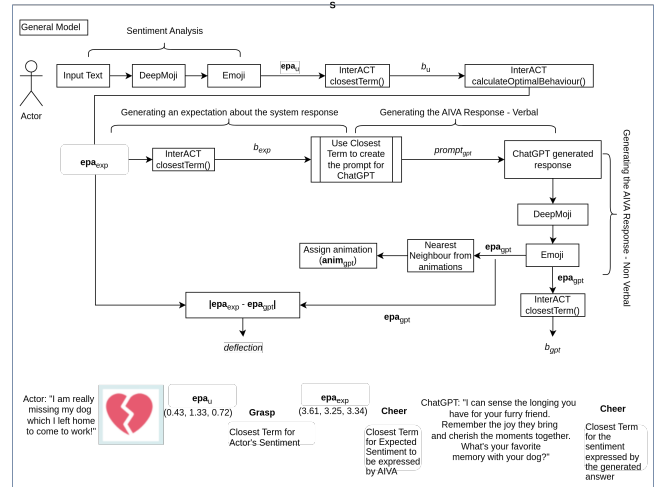 S
General Model
Sentiment Analysis
Input Text
DeepMoji
Emoji
epau
InterACT
closestTerm()
bu
InterACT
calculateOptimalBehaviour()
Actor
Generating an expectation about the system response
Generating the AIVA Response - Verbal
epaexp
InterACT
closestTerm()
bexp
Use Closest
Term to create
the prompt for
ChatGPT
promptgpt
ChatGPT generated
response
Generating the AIVA Response - Non Verbal
DeepMoji
Assign animation
(animgpt)
Nearest
Neighbour from
animations
epagpt
Emoji
epagpt
|epaexp - epagpt|
epagpt
InterACT
closestTerm()
deflection
bgpt
Actor: "I am really
missing my dog
which I left home
to come to work!"
epau
(0.43, 1.33, 0.72)
Grasp
Closest Term for
Actor's Sentiment
epaexp
(3.61, 3.25, 3.34)
Cheer
Closest Term
for Expected
Sentiment to
be expressed
by AIVA
ChatGPT: "I can sense the longing you
have for your furry friend.
Remember the joy they bring
and cherish the moments together.
What's your favorite
memory with your dog?"
Cheer
Closest Term
for the
sentiment
expressed by
the generated
answer